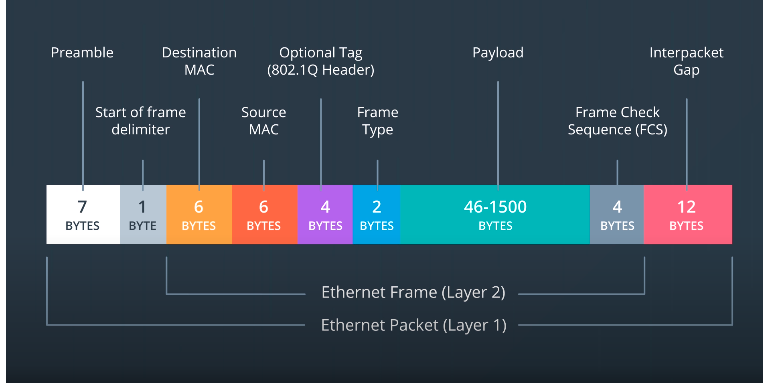 Preamble
Destination
MAC
Optional Tag
(802.1Q Header)
Payload
Interpacket
Gap
Start of frame
delimiter
Source
MAC
Frame
Type
Frame Check
Sequence (FCS)
7
BYTES
1
BYTE
6
BYTES
6
BYTES
4
BYTES
2
BYTES
46-1500
BYTES
4
BYTES
12
BYTES
Ethernet Frame (Layer 2)
Ethernet Packet (Layer 1)